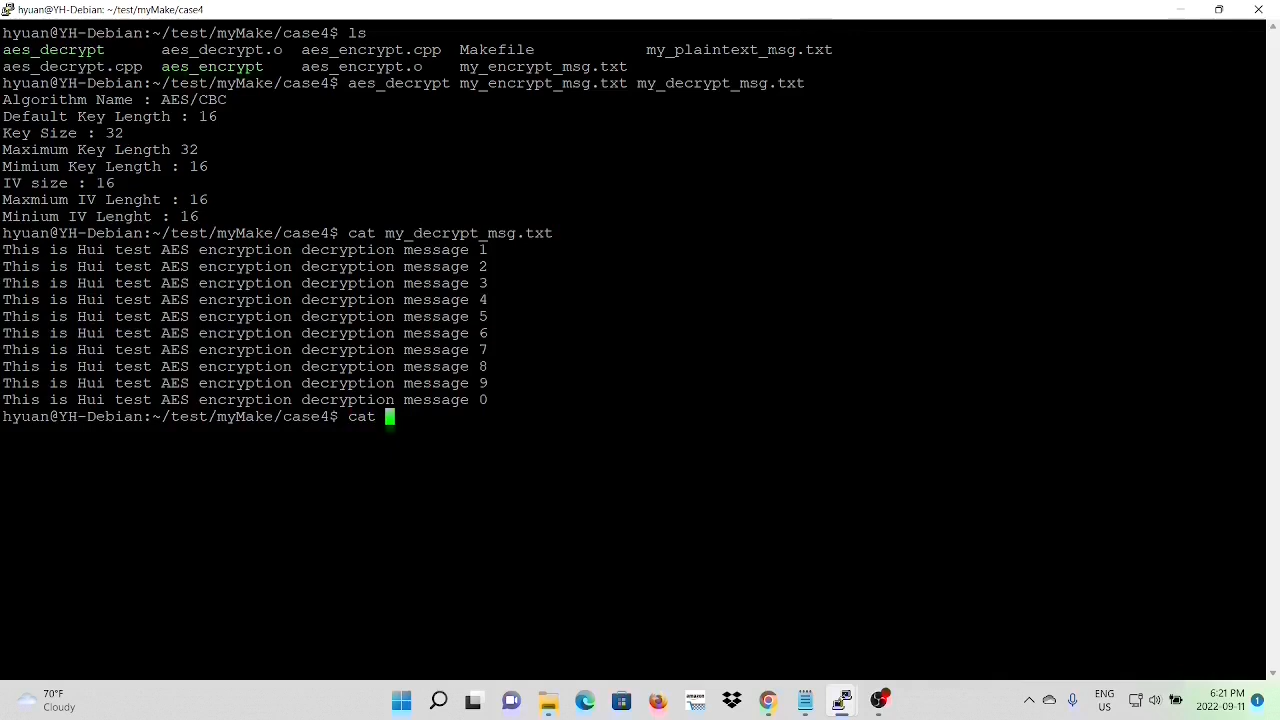 hyuan@YH-Debian: ~/test/myMake/case4
hyuan@YH-Debian:~/test/myMake/case4$ ls
aes_decrypt aes_decrypt.o aes_encrypt.cpp Makefile my_plaintext_msg.txt
aes_decrypt.cpp aes_encrypt aes_encrypt.o my_encrypt_msg.txt
hyuan@YH-Debian:~/test/myMake/case4$ aes_decrypt my_encrypt_msg.txt my_decrypt_msg.txt
Algorithm Name : AES/CBC
Default Key Length : 16
Key Size : 32
Maximum Key Length 32
Mimium Key Length : 16
IV size : 16
Maxmium IV Lenght : 16
Minium IV Lenght : 16
hyuan@YH-Debian:~/test/myMake/case4$ cat my_decrypt_msg.txt
This is Hui test AES encryption decryption message 1
This is Hui test AES encryption decryption message 2
This is Hui test AES encryption decryption message 3
This is Hui test AES encryption decryption message 4
This is Hui test AES encryption decryption message 5
This is Hui test AES encryption decryption message 6
This is Hui test AES encryption decryption message 7
This is Hui test AES encryption decryption message 8
This is Hui test AES encryption decryption message 9
This is Hui test AES encryption decryption message 0
hyuan@YH-Debian:~/test/myMake/case4$ cat
70°F
Cloudy
amazon
ENG
US
6:21 PM
2022-09-11
1